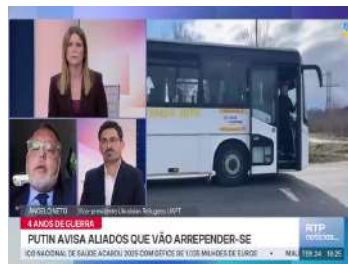 ANGELO NETO Vice-presidente Ukrainian Refugees UAPT
4 ANOS DE GUERRA
PUTIN AVISA ALIADOS QUE VÃO ARREPENDER-SE
RTP
notícias
NACIONAL DE SAÚDE ACABOU 2025 COM DÉFICE DE
MILHÕES DE EUROS